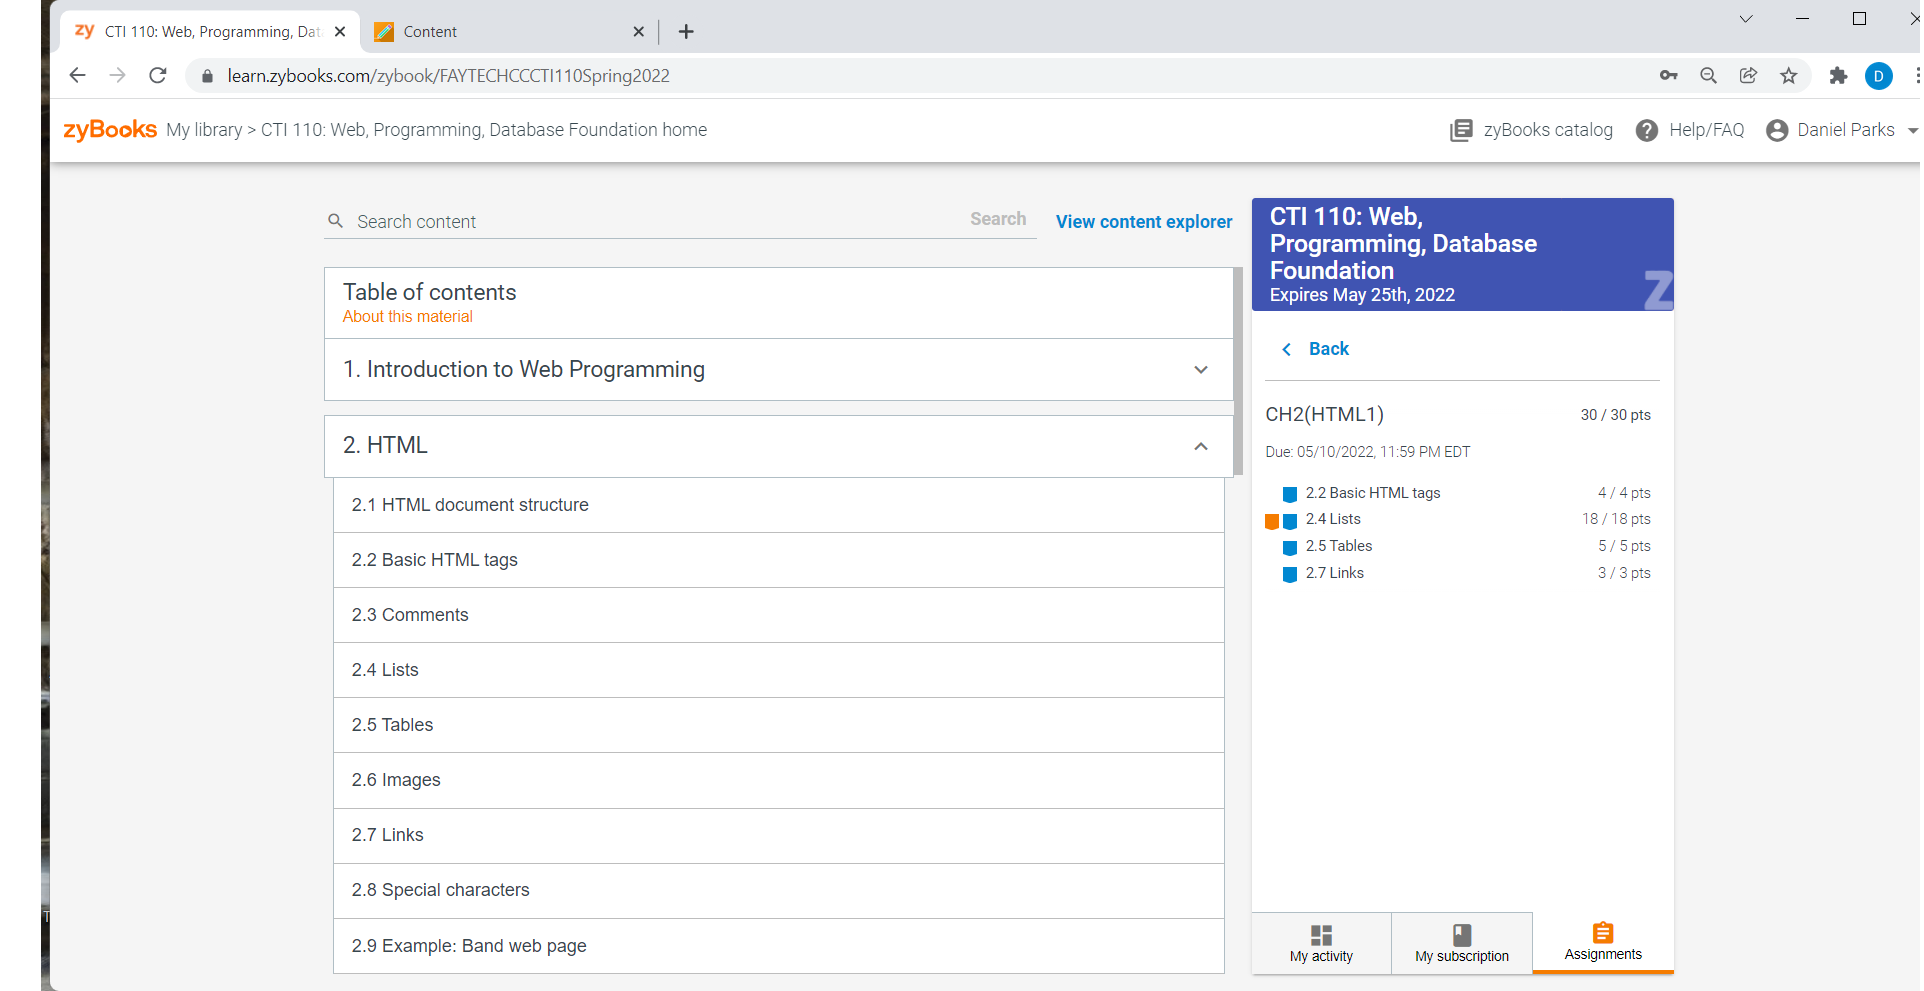 zy CTI 110: Web, Programming, Dat
Content
learn.zybooks.com/zybook/FAYTECHCCCTI110Spring2022
D
zyBooks My library > CTI 110: Web, Programming, Database Foundation home
zyBooks catalog
Help/FAQ
Daniel Parks
Search content
Search
View content explorer
Table of contents
About this material
1. Introduction to Web Programming
2. HTML
2.1 HTML document structure
2.2 Basic HTML tags
2.3 Comments
2.4 Lists
2.5 Tables
2.6 Images
2.7 Links
2.8 Special characters
2.9 Example: Band web page
CTI 110: Web,
Programming, Database
Foundation
Expires May 25th, 2022
Z
Back
CH2(HTML1) 30 / 30 pts
Due: 05/10/2022, 11:59 PM EDT
2.2 Basic HTML tags 4 / 4 pts
2.4 Lists 18 / 18 pts
2.5 Tables 5 / 5 pts
2.7 Links 3 / 3 pts
My activity
My subscription
Assignments